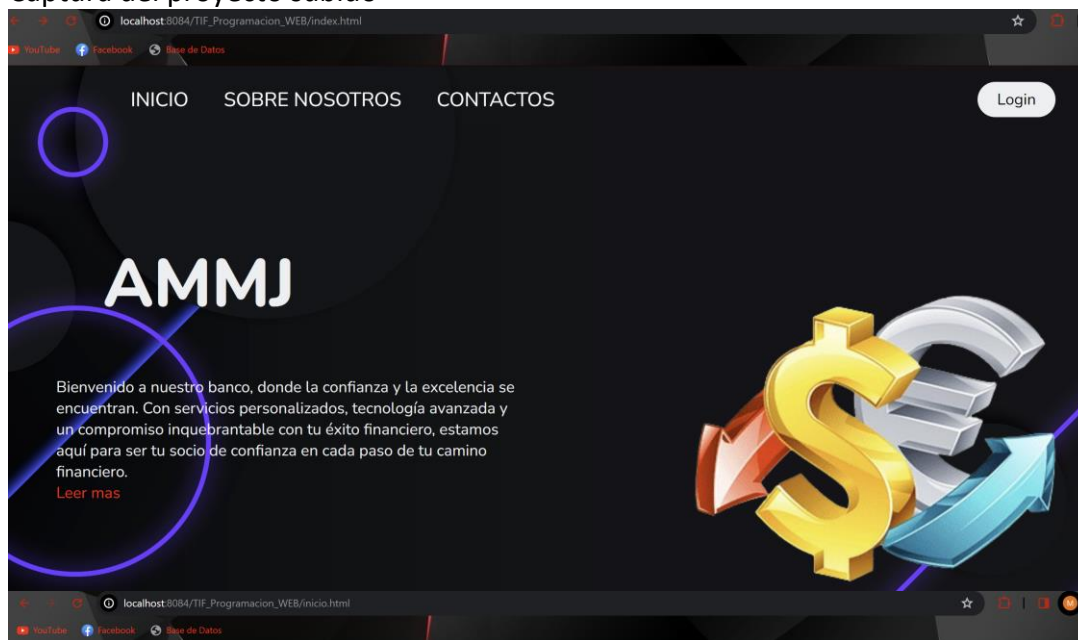 Captura del proyecto subido
localhost:8084/TIF_Programacion_WEB/index.html
YouTube Facebook Base de Datos
INICIO SOBRE NOSOTROS CONTACTOS Login
AMMJ
Bienvenido a nuestro banco, donde la confianza y la excelencia se
encuentran. Con servicios personalizados, tecnología avanzada y
un compromiso inquebrantable con tu éxito financiero, estamos
aquí para ser tu socio de confianza en cada paso de tu camino
financiero.
Leer mas
localhost:8084/TIF_Programacion_WEB/inicio.html
M
YouTube Facebook Base de Datos